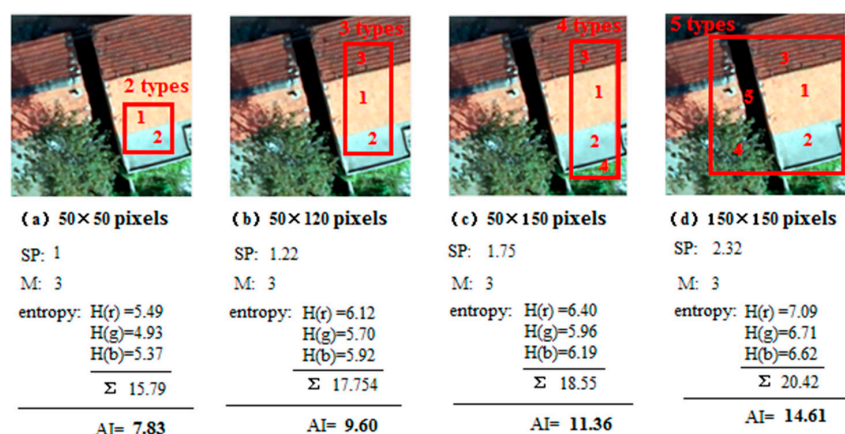 2 types
1
2
3 types
3
1
2
4 types
3
1
2
4
5 types
3
1
5
4
2
(a) 50×50 pixels
SP: 1
M: 3
entropy: H(r)=5.49
H(g)=4.93
H(b)=5.37
Σ 15.79
AI= 7.83
(b) 50×120 pixels
SP: 1.22
M: 3
entropy: H(r)=6.12
H(g)=5.70
H(b)=5.92
Σ 17.754
AI= 9.60
(c) 50×150 pixels
SP: 1.75
M: 3
entropy: H(r)=6.40
H(g)=5.96
H(b)=6.19
Σ 18.55
AI= 11.36
(d) 150×150 pixels
SP: 2.32
M: 3
entropy: H(r)=7.09
H(g)=6.71
H(b)=6.62
Σ 20.42
AI= 14.61